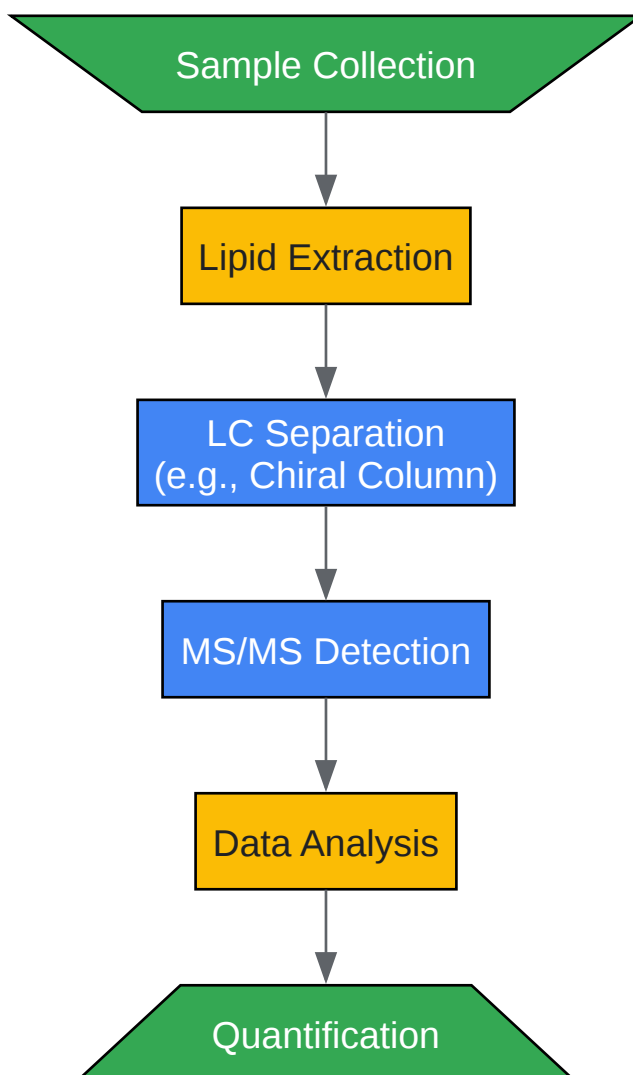 Sample Collection
Lipid Extraction
LC Separation
(e.g., Chiral Column)
MS/MS Detection
Data Analysis
Quantification